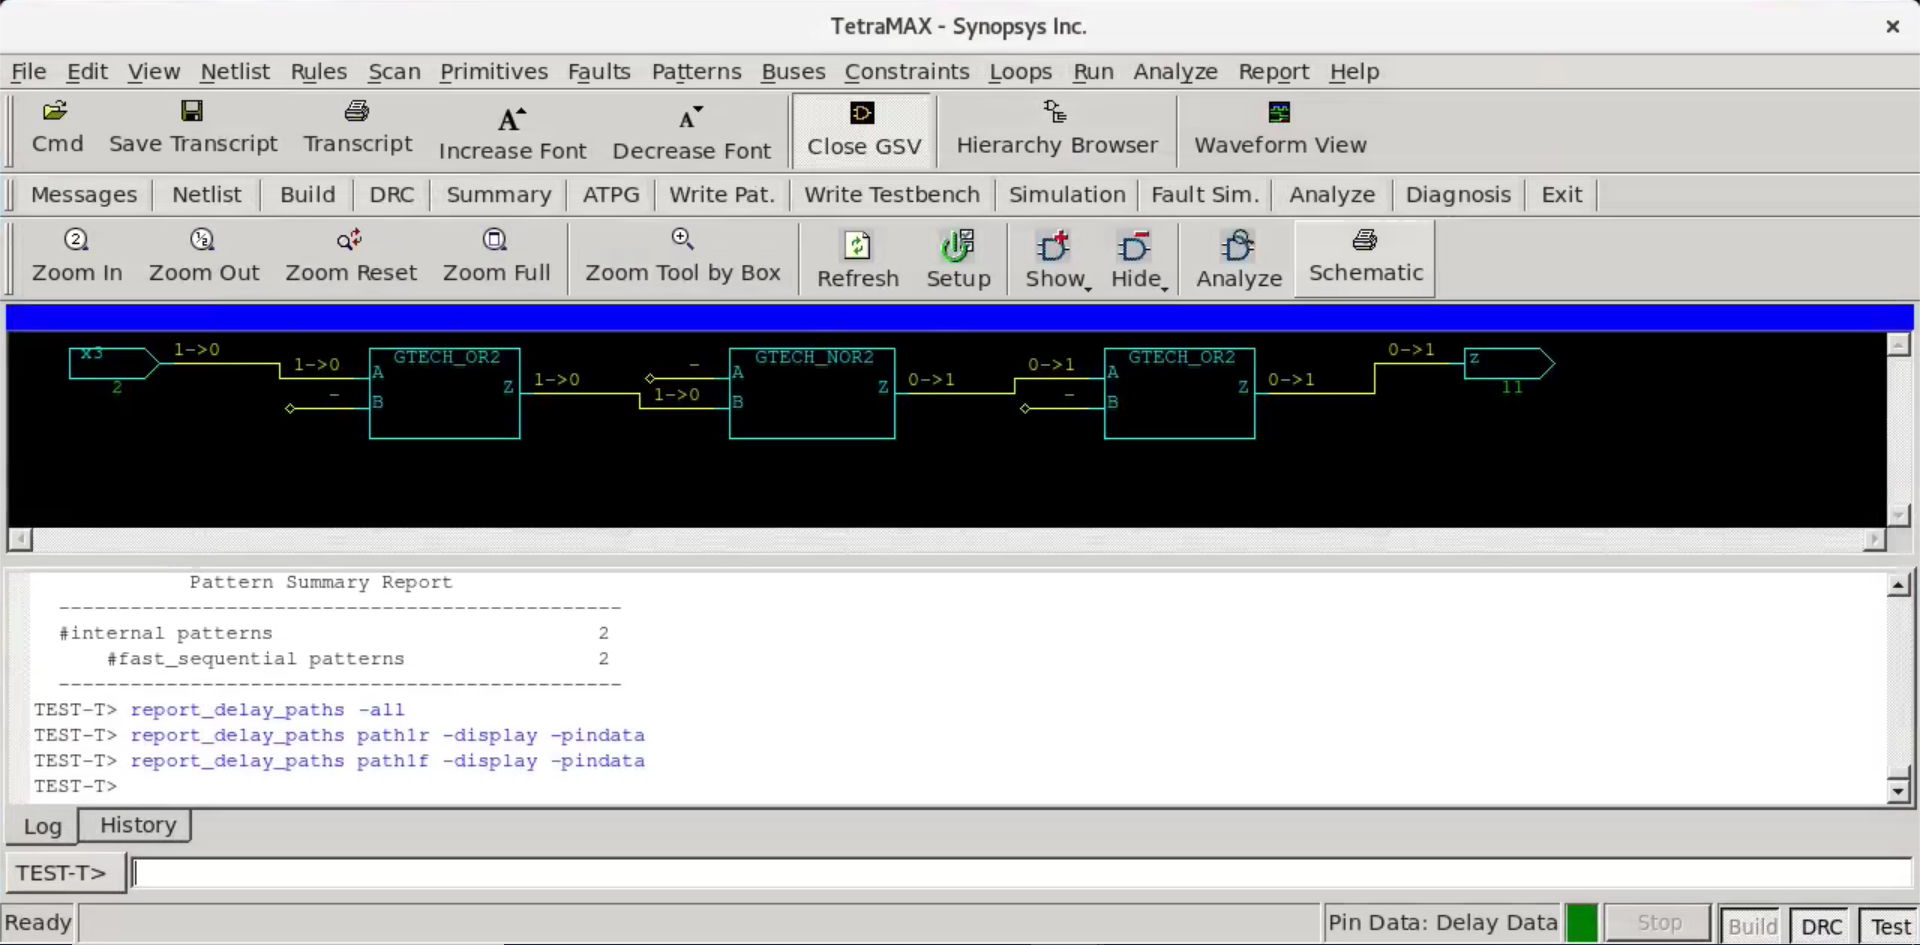 TetraMAX - Synopsys Inc.
File Edit View Netlist Rules Scan Primitives Faults Patterns Buses Constraints Loops Run Analyze Report Help
Cmd Save Transcript Transcript Increase Font Decrease Font Close GSV Hierarchy Browser Waveform View
Messages Netlist Build DRC Summary ATPG Write Pat. Write Testbench Simulation Fault Sim. Analyze Diagnosis Exit
Zoom In Zoom Out Zoom Reset Zoom Full Zoom Tool by Box Refresh Setup Show Hide Analyze Schematic
x3 1->0 GTECH_OR2 GTECH_NOR2 GTECH_OR2 0->1 z
1->0 A - A 0->1 A
2 Z 1->0 Z 0->1 Z 0->1 11
- B 1->0 B - B
Pattern Summary Report
-----------------------------------------------
#internal patterns 2
#fast_sequential patterns 2
-----------------------------------------------
TEST-T> report_delay_paths -all
TEST-T> report_delay_paths path1r -display -pindata
TEST-T> report_delay_paths path1f -display -pindata
TEST-T>
Log History
TEST-T>
Ready Pin Data: Delay Data Stop Build DRC Test